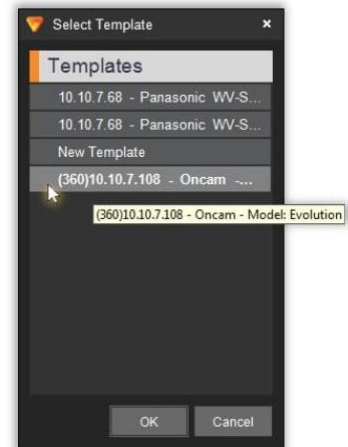 Select Template
Templates
10.10.7.68 - Panasonic WV-S...
10.10.7.68 - Panasonic WV-S...
New Template
(360)10.10.7.108 - Oncam -...
(360)10.10.7.108 - Oncam - Model: Evolution
OK Cancel